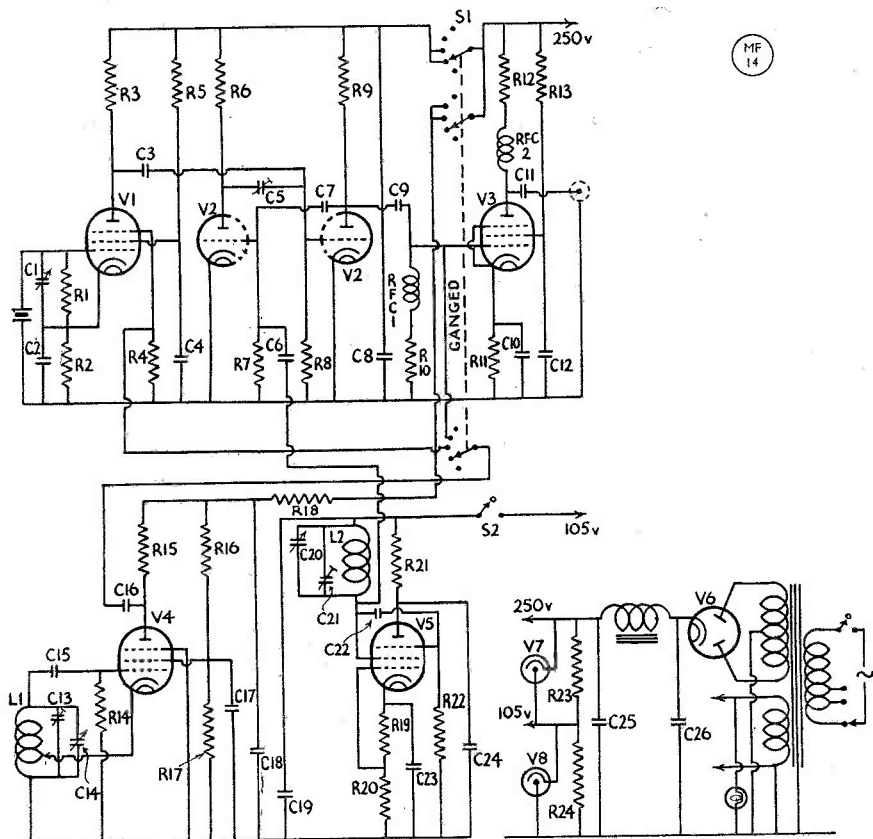 S1
250v
MF
14
R3
R5
R6
R9
R12
R13
C3
RFC
2
C11
V1
V2
C5
C7
C9
V3
C1
R1
V2
RFC1
GANGED
C2
R2
R4
C4
R7
C6
R8
C8
R10
R11
C10
C12
R18
S2
105v
R15
R16
C20
L2
R21
C16
V4
C21
C22
V5
250v
V6
V7
C15
R23
L1
C13
R14
C17
R19
R22
105v
C25
C26
C14
R17
C18
R20
C23
C24
V8
R24
C19